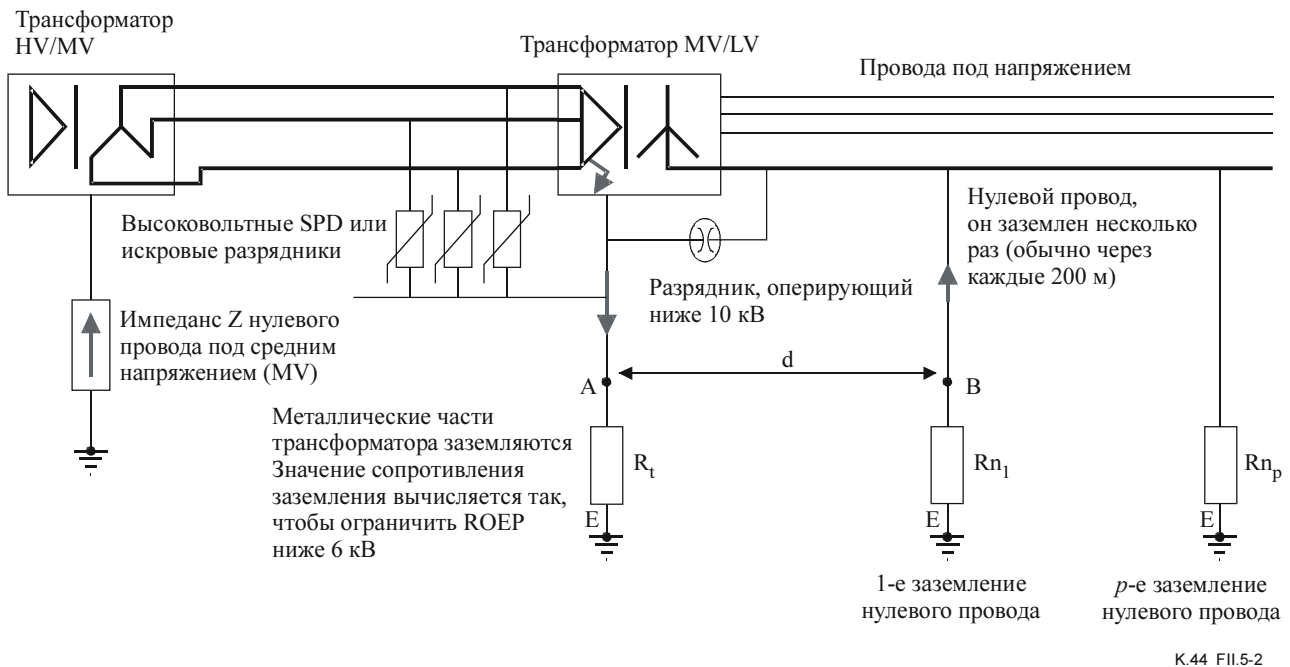 Трансформатор
HV/MV
Трансформатор MV/LV
Провода под напряжением
Высоковольтные SPD или
искровые разрядники
Нулевой провод,
он заземлен несколько
раз (обычно через
каждые 200 м)
Разрядник, оперирующий
ниже 10 кВ
Импеданс Z нулевого
провода под средним
напряжением (MV)
d
A
B
Металлические части
трансформатора заземляются
Значение сопротивления
заземления вычисляется так,
чтобы ограничить ROEP
ниже 6 кВ
Rt
Rn1
Rnp
E
E
E
1-е заземление
нулевого провода
p-е заземление
нулевого провода
K.44_FII.5-2